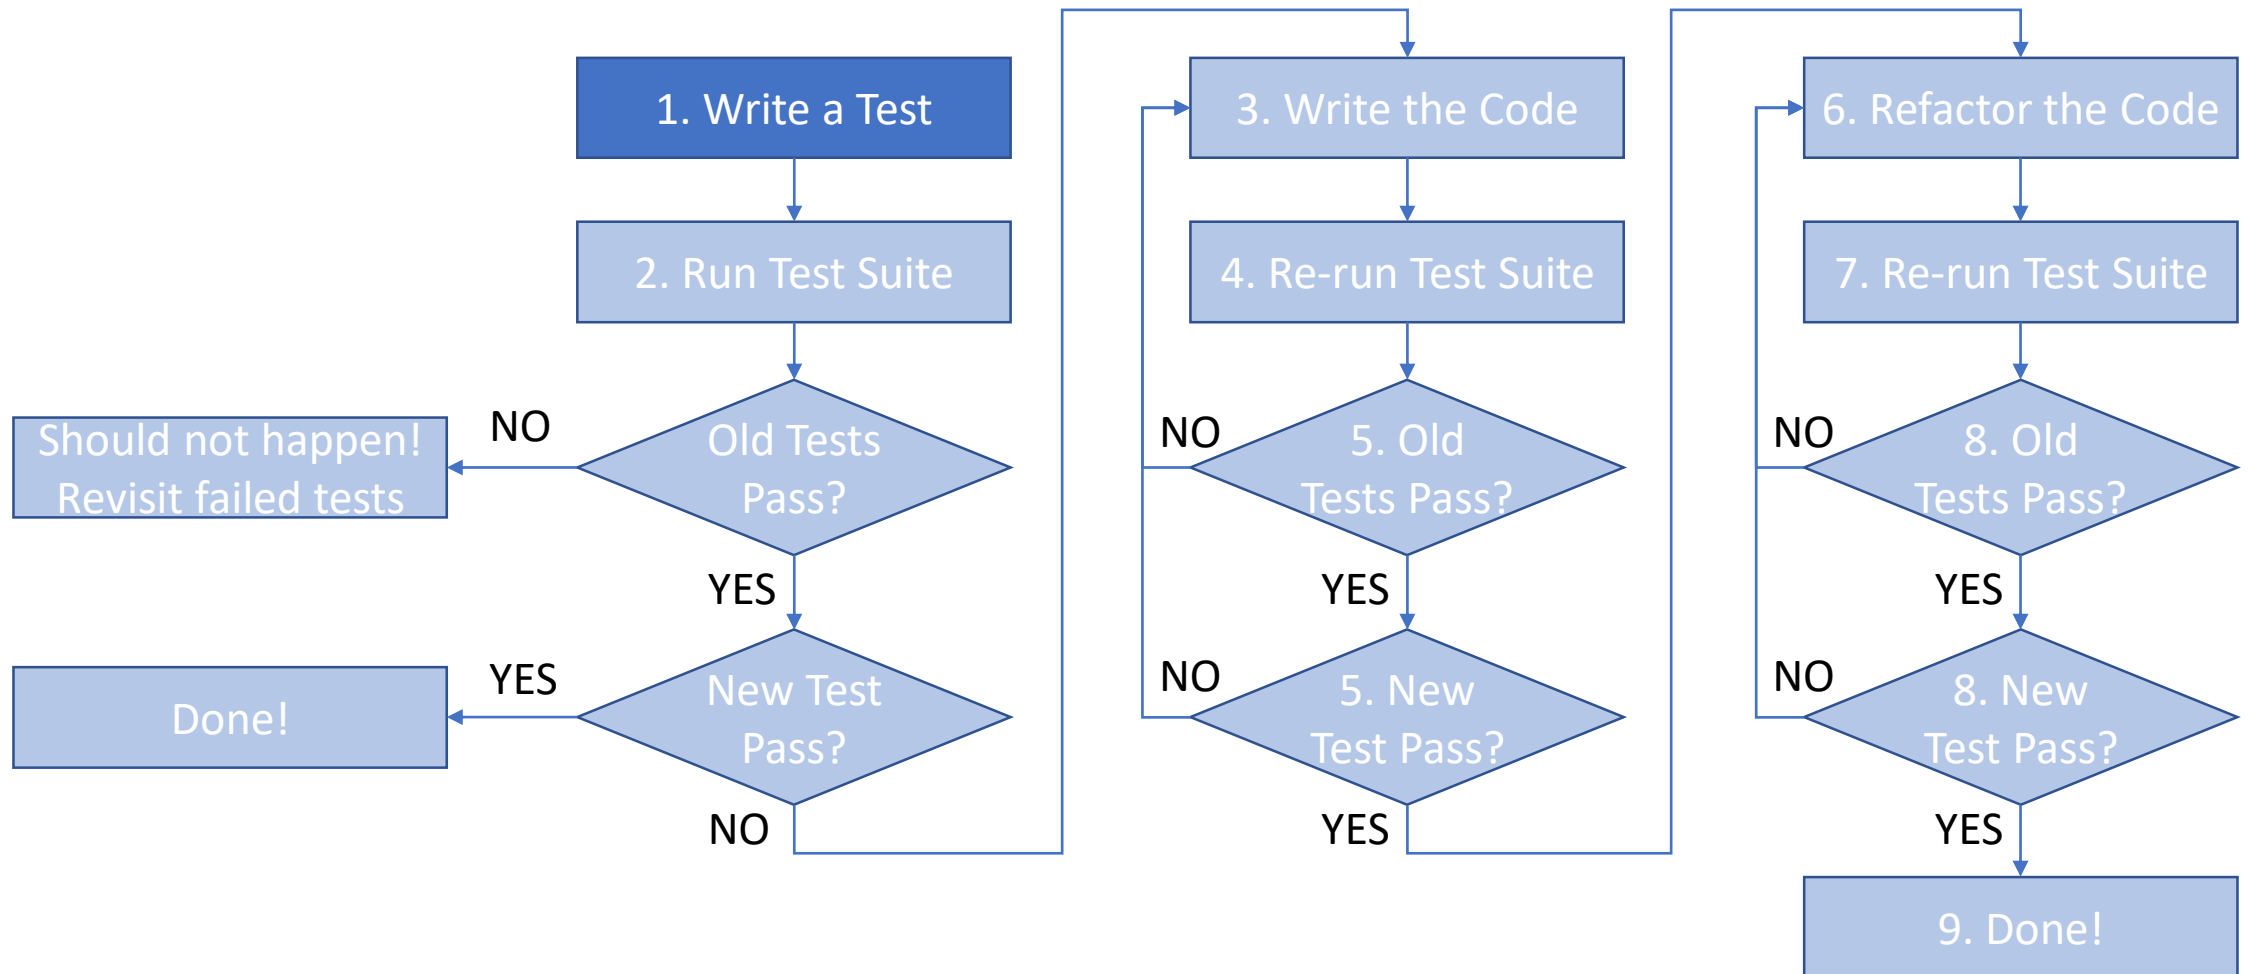 1. Write a Test
2. Run Test Suite
Old Tests
Pass?
NO
Should not happen!
Revisit failed tests
YES
New Test
Pass?
YES
Done!
NO
3. Write the Code
4. Re-run Test Suite
5. Old
Tests Pass?
NO
YES
5. New
Test Pass?
NO
YES
6. Refactor the Code
7. Re-run Test Suite
8. Old
Tests Pass?
NO
YES
8. New
Test Pass?
NO
YES
9. Done!